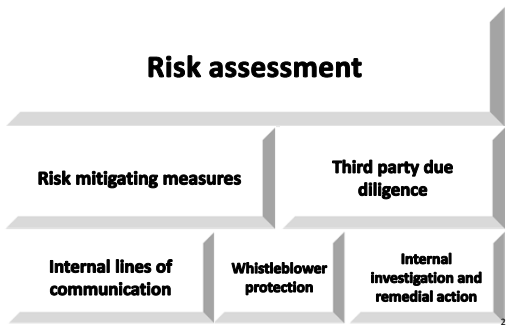 Risk assessment
Risk mitigating measures
Third party due
diligence
Internal lines of
communication
Whistleblower
protection
Internal
investigation and
remedial action
2